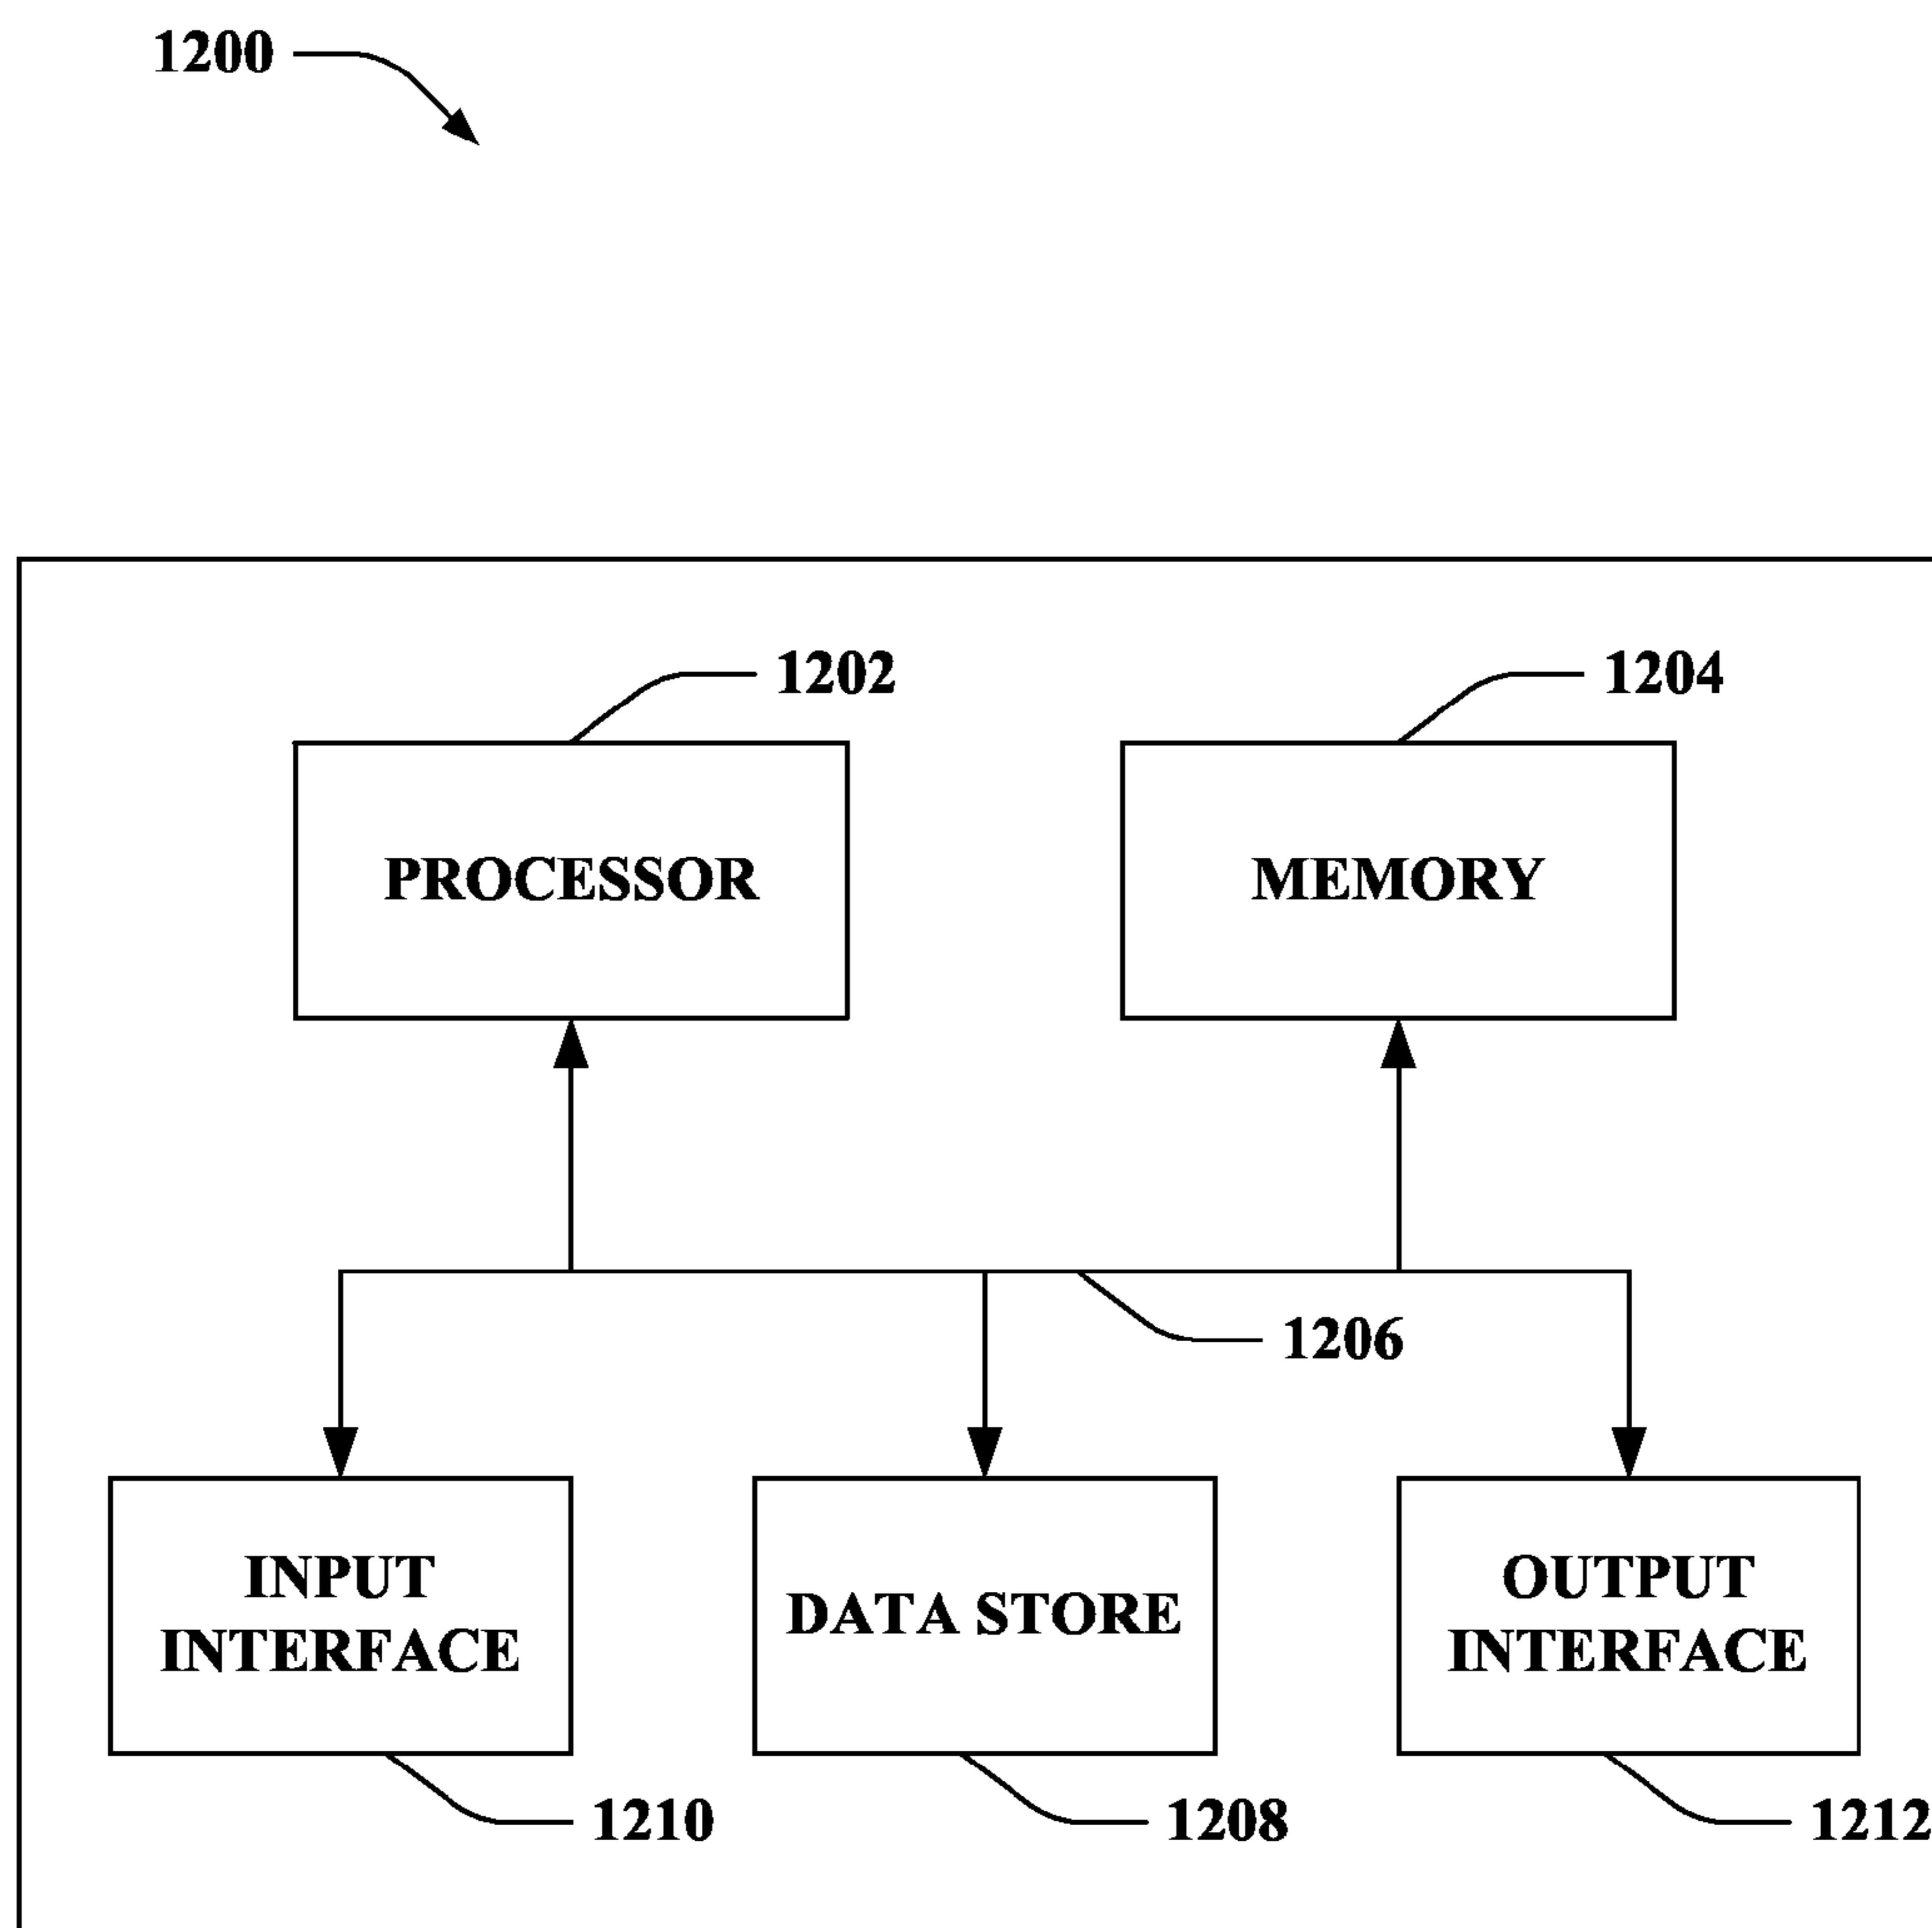 1200
1202
1204
PROCESSOR
MEMORY
1206
INPUT
INTERFACE
DATA STORE
OUTPUT
INTERFACE
1210
1208
1212